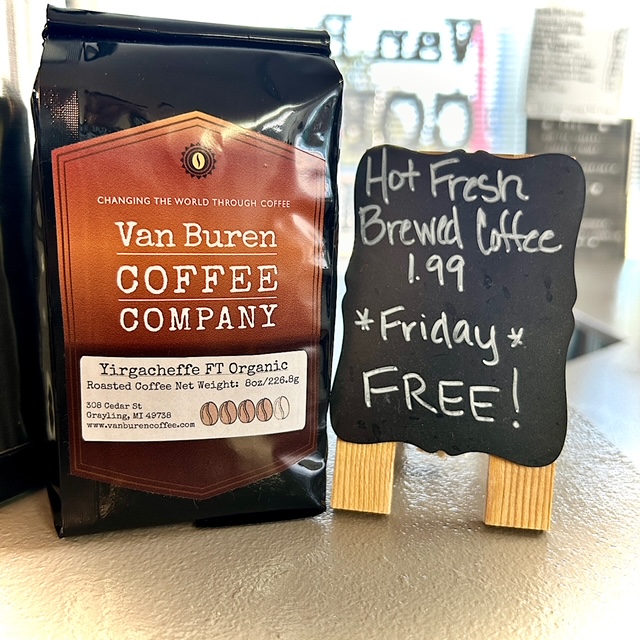 CHANGING THE WORLD THROUGH COFFEE
Van Buren
COFFEE
COMPANY
Yirgacheffe FT Organic
Roasted Coffee Net Weight: 8oz/226.8g
308 Cedar St
Grayling, MI 49738
www.vanburencoffee.com
Hot Fresh
Brewed Coffee
1.99
*Friday*
FREE!